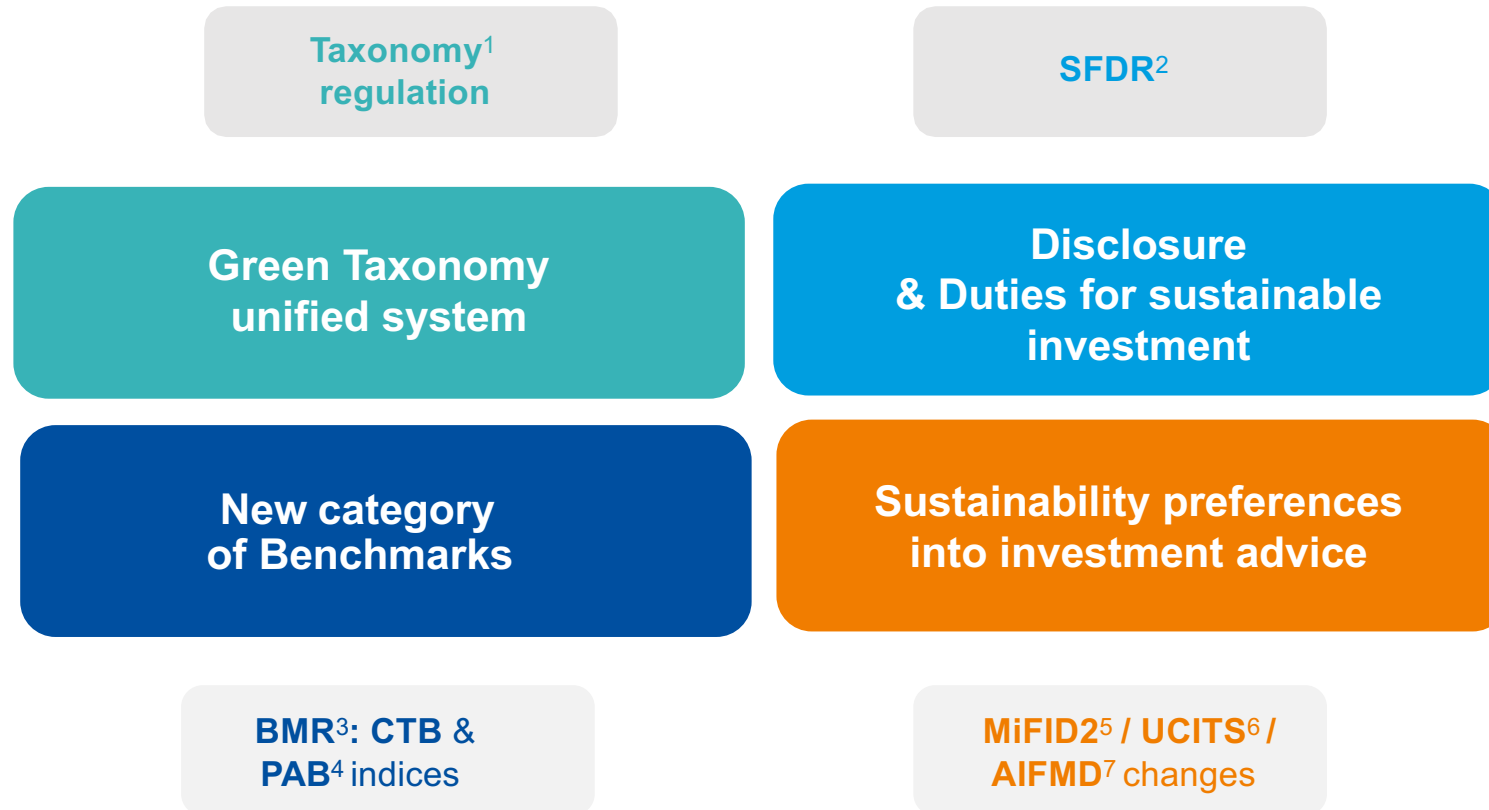 Taxonomy¹
regulation
SFDR²
Green Taxonomy
unified system
Disclosure
& Duties for sustainable
investment
New category
of Benchmarks
Sustainability preferences
into investment advice
BMR³: CTB &
PAB⁴ indices
MiFID2⁵ / UCITS⁶ /
AIFMD⁷ changes